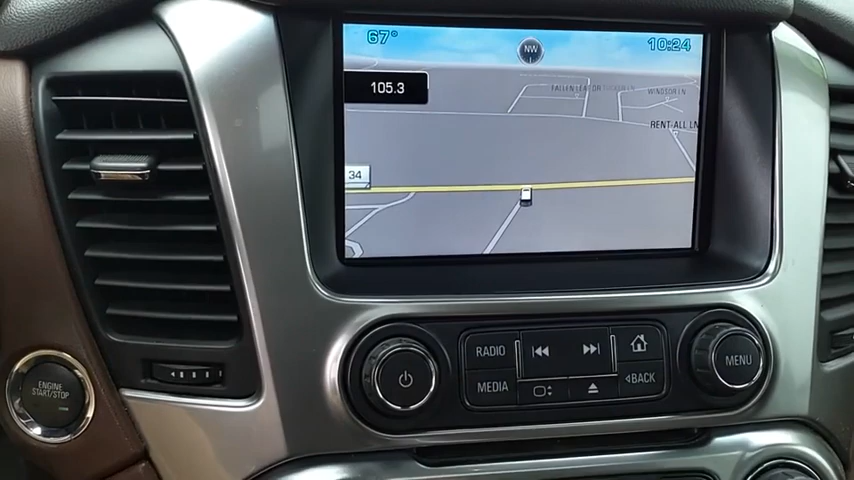 67°
NW
10:24
105.3
FALLEN LEAF DR
WINDSOR LN
RENT-ALL LN
34
RADIO
MEDIA
BACK
MENU
ENGINE
START/STOP